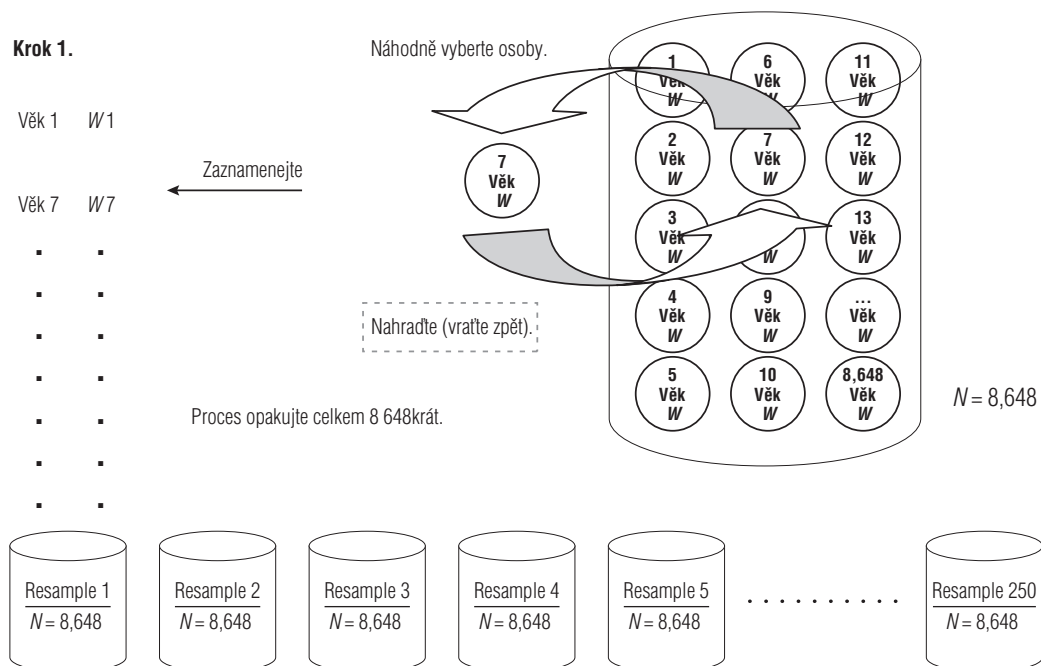 Krok 1.
Náhodně vyberte osoby.
Věk 1 W1
Zaznamenejte
Věk 7 W7
7
Věk
W
1
Věk
W
6
Věk
W
11
Věk
W
2
Věk
W
7
Věk
W
12
Věk
W
3
Věk
W
W
13
Věk
W
4
Věk
W
9
Věk
W
...
Věk
W
5
Věk
W
10
Věk
W
8,648
Věk
W
N = 8,648
Nahraďte (vraťte zpět).
Proces opakujte celkem 8 648krát.
Resample 1
N = 8,648
Resample 2
N = 8,648
Resample 3
N = 8,648
Resample 4
N = 8,648
Resample 5
N = 8,648
. . . . . . . . . .
Resample 250
N = 8,648